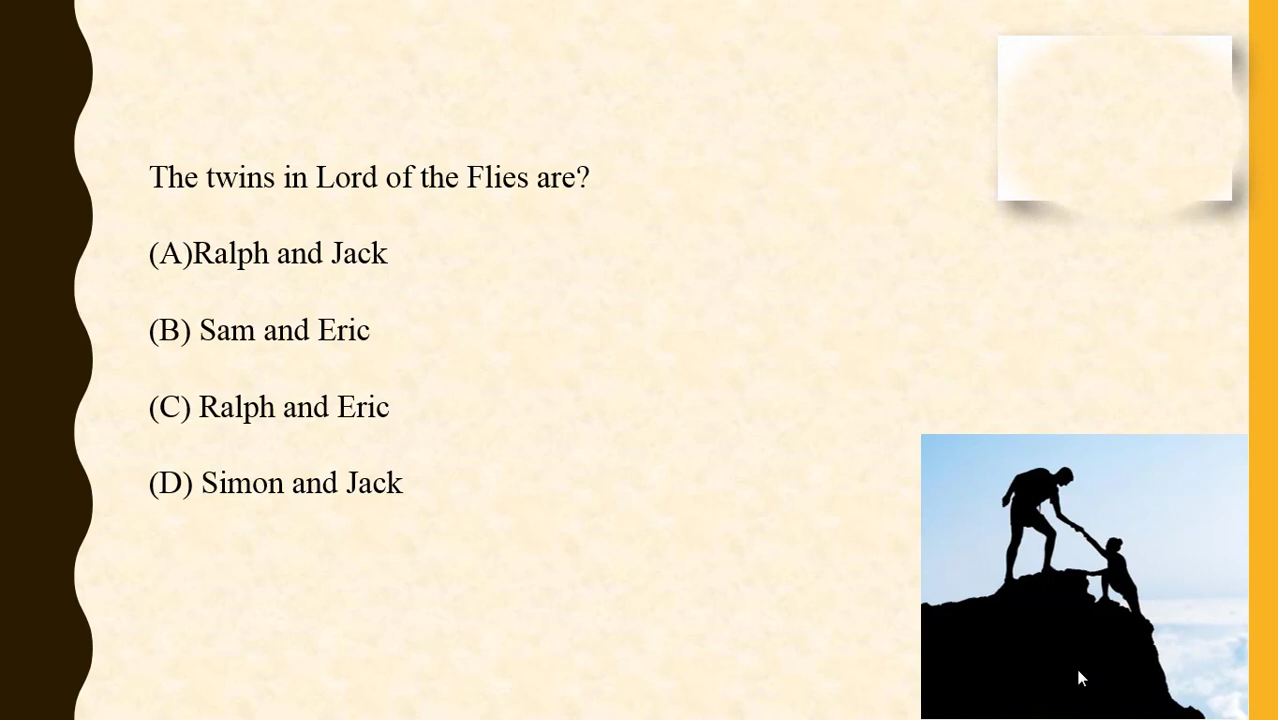 The twins in Lord of the Flies are?
(A)Ralph and Jack
(B) Sam and Eric
(C) Ralph and Eric
(D) Simon and Jack